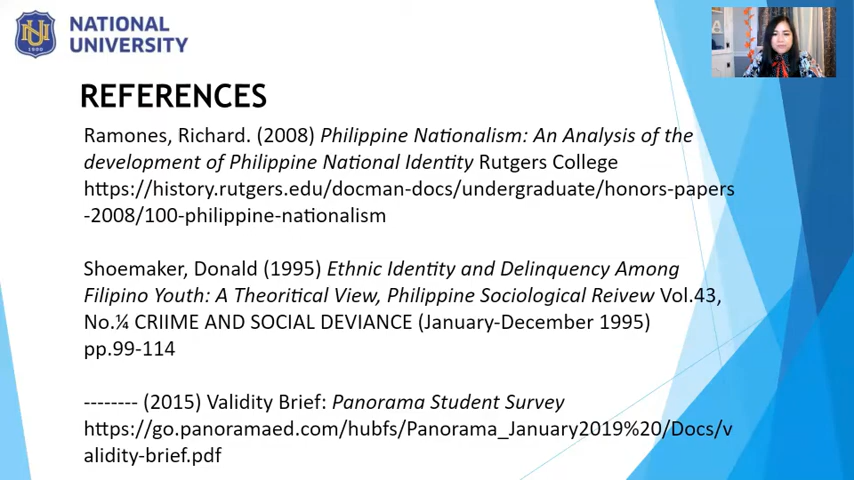 NATIONAL
UNIVERSITY
REFERENCES
Ramones, Richard. (2008) Philippine Nationalism: An Analysis of the
development of Philippine National Identity Rutgers College
https://history.rutgers.edu/docman-docs/undergraduate/honors-papers
-2008/100-philippine-nationalism
Shoemaker, Donald (1995) Ethnic Identity and Delinquency Among
Filipino Youth: A Theoritical View, Philippine Sociological Reivew Vol.43,
No.¼ CRIIME AND SOCIAL DEVIANCE (January-December 1995)
pp.99-114
-------- (2015) Validity Brief: Panorama Student Survey
https://go.panoramaed.com/hubfs/Panorama_January2019%20/Docs/v
alidity-brief.pdf